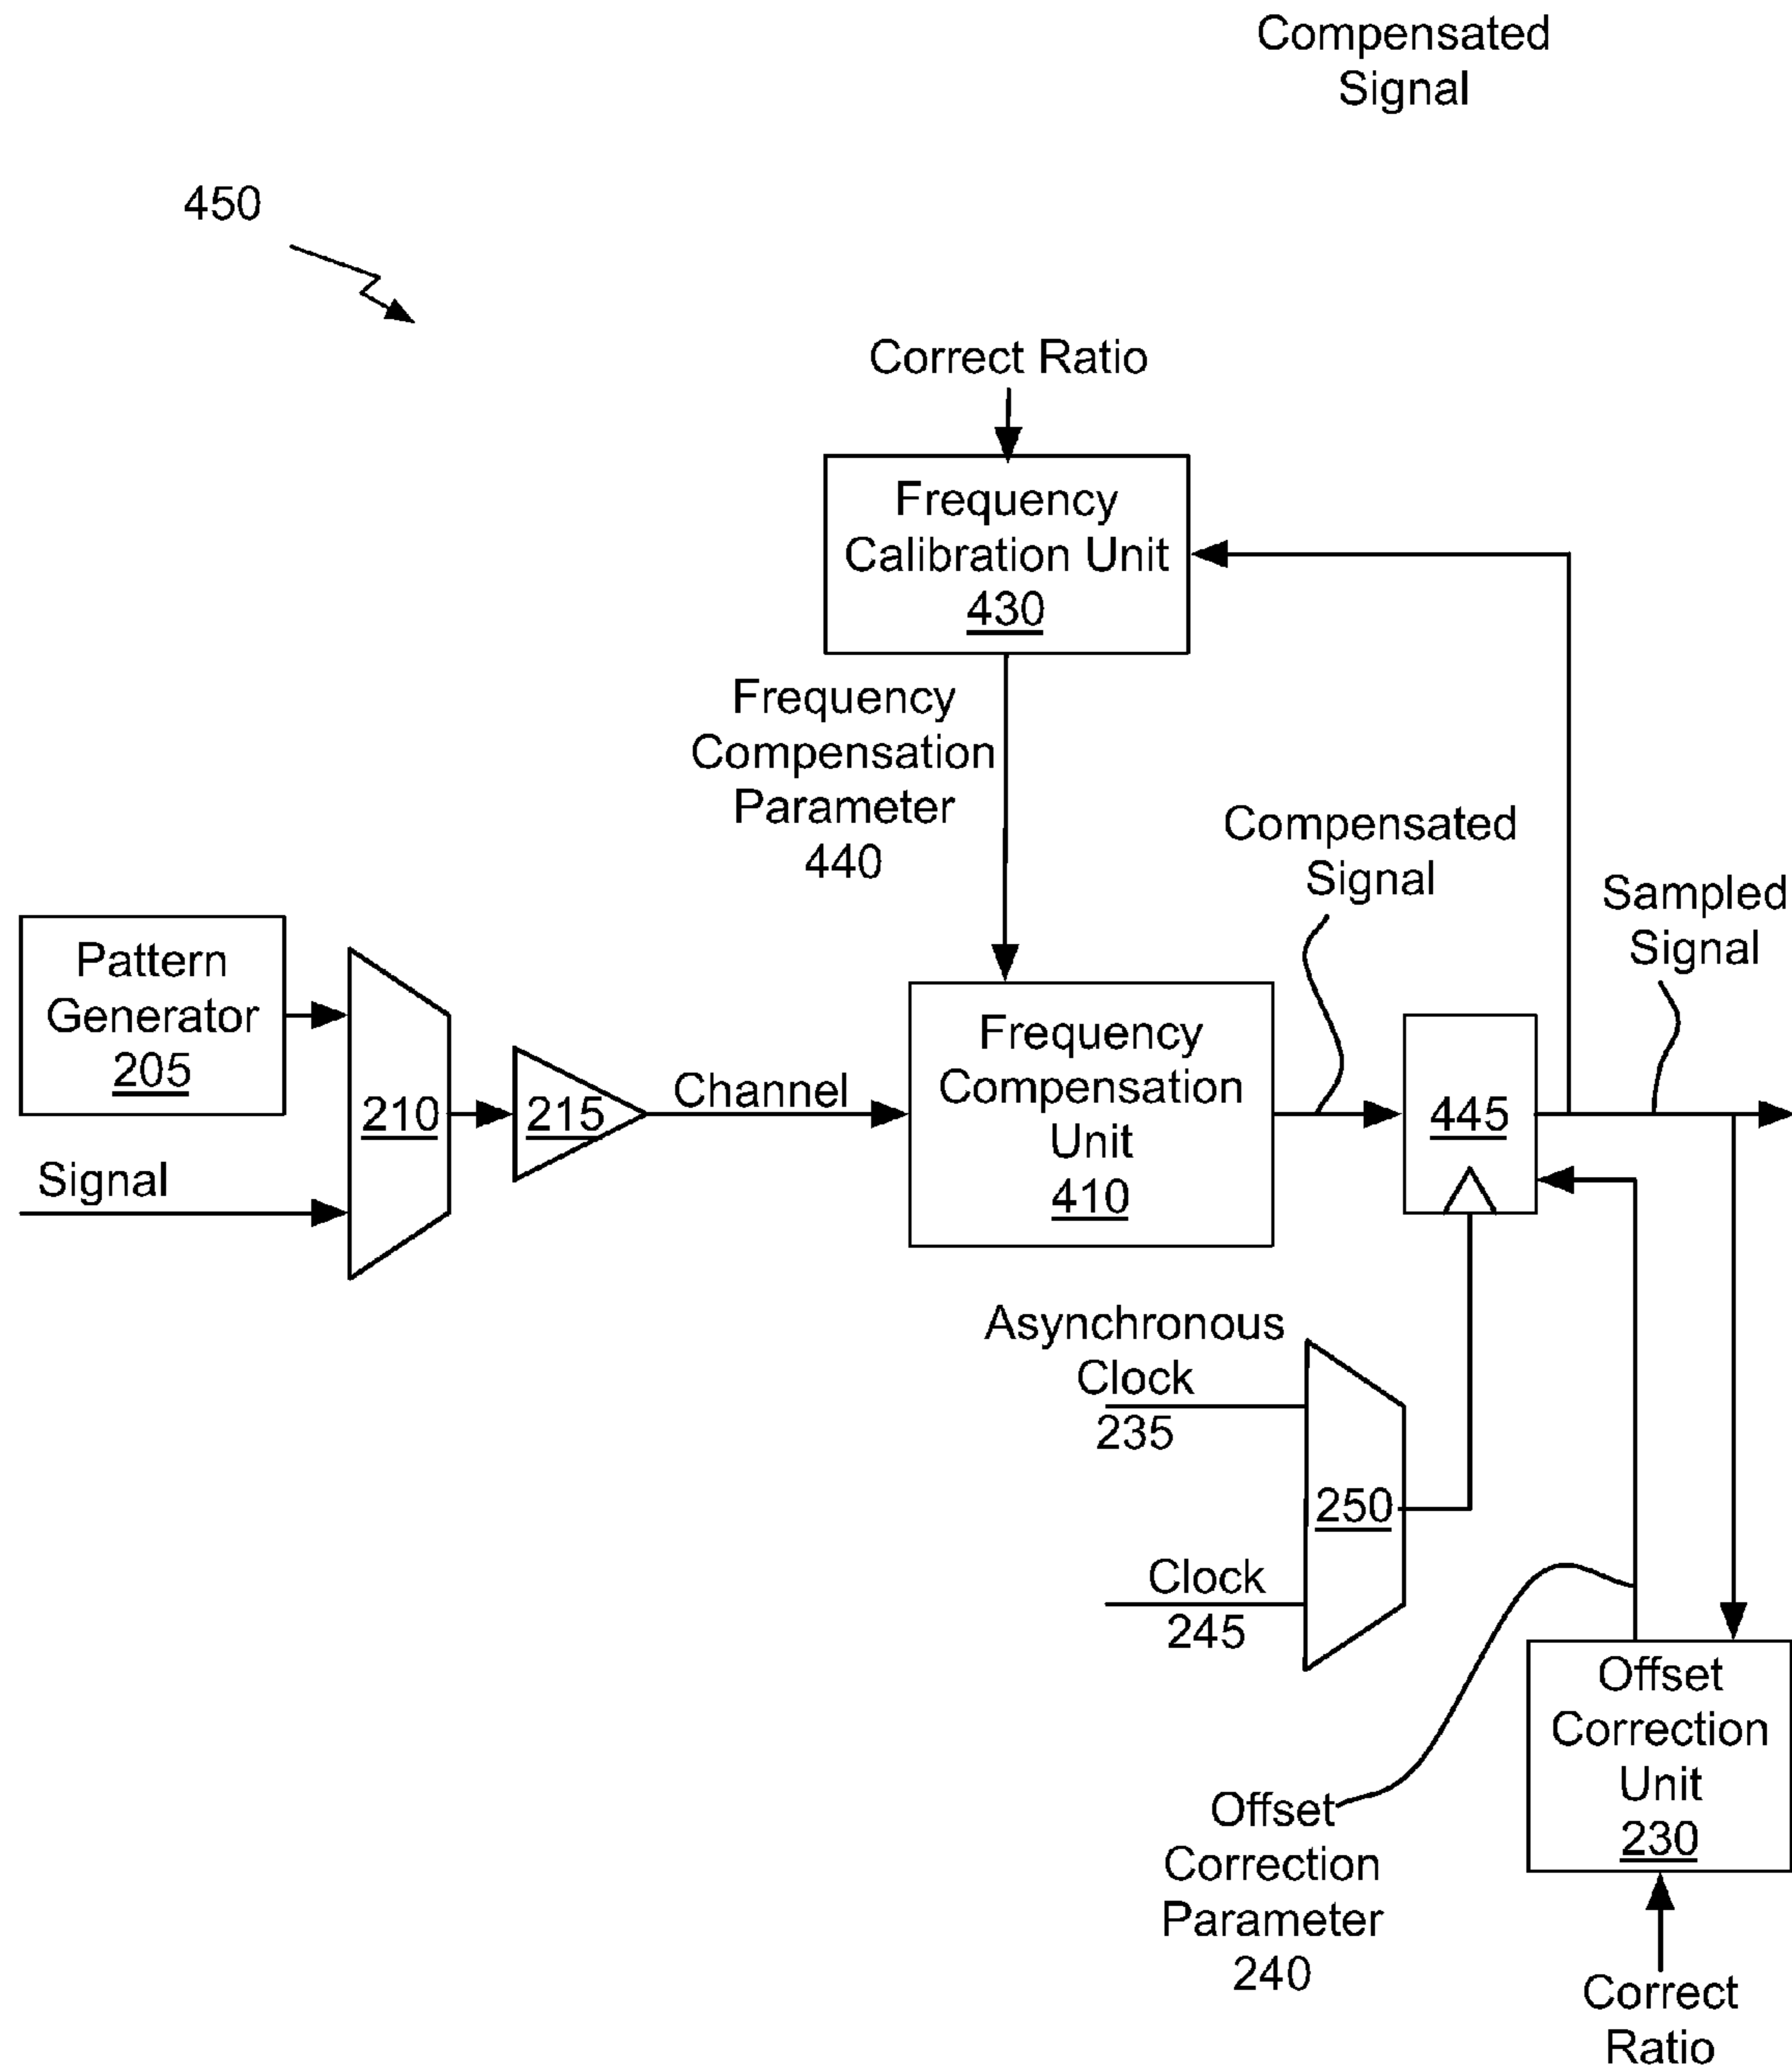 Compensated
Signal
450
Correct Ratio
Frequency
Calibration Unit
430
Frequency
Compensation
Parameter
440
Compensated
Signal
Sampled
Signal
Pattern
Generator
205
Signal
210
215
Channel
Frequency
Compensation
Unit
410
445
Asynchronous
Clock
235
250
Clock
245
Offset
Correction
Unit
230
Offset
Correction
Parameter
240
Correct
Ratio